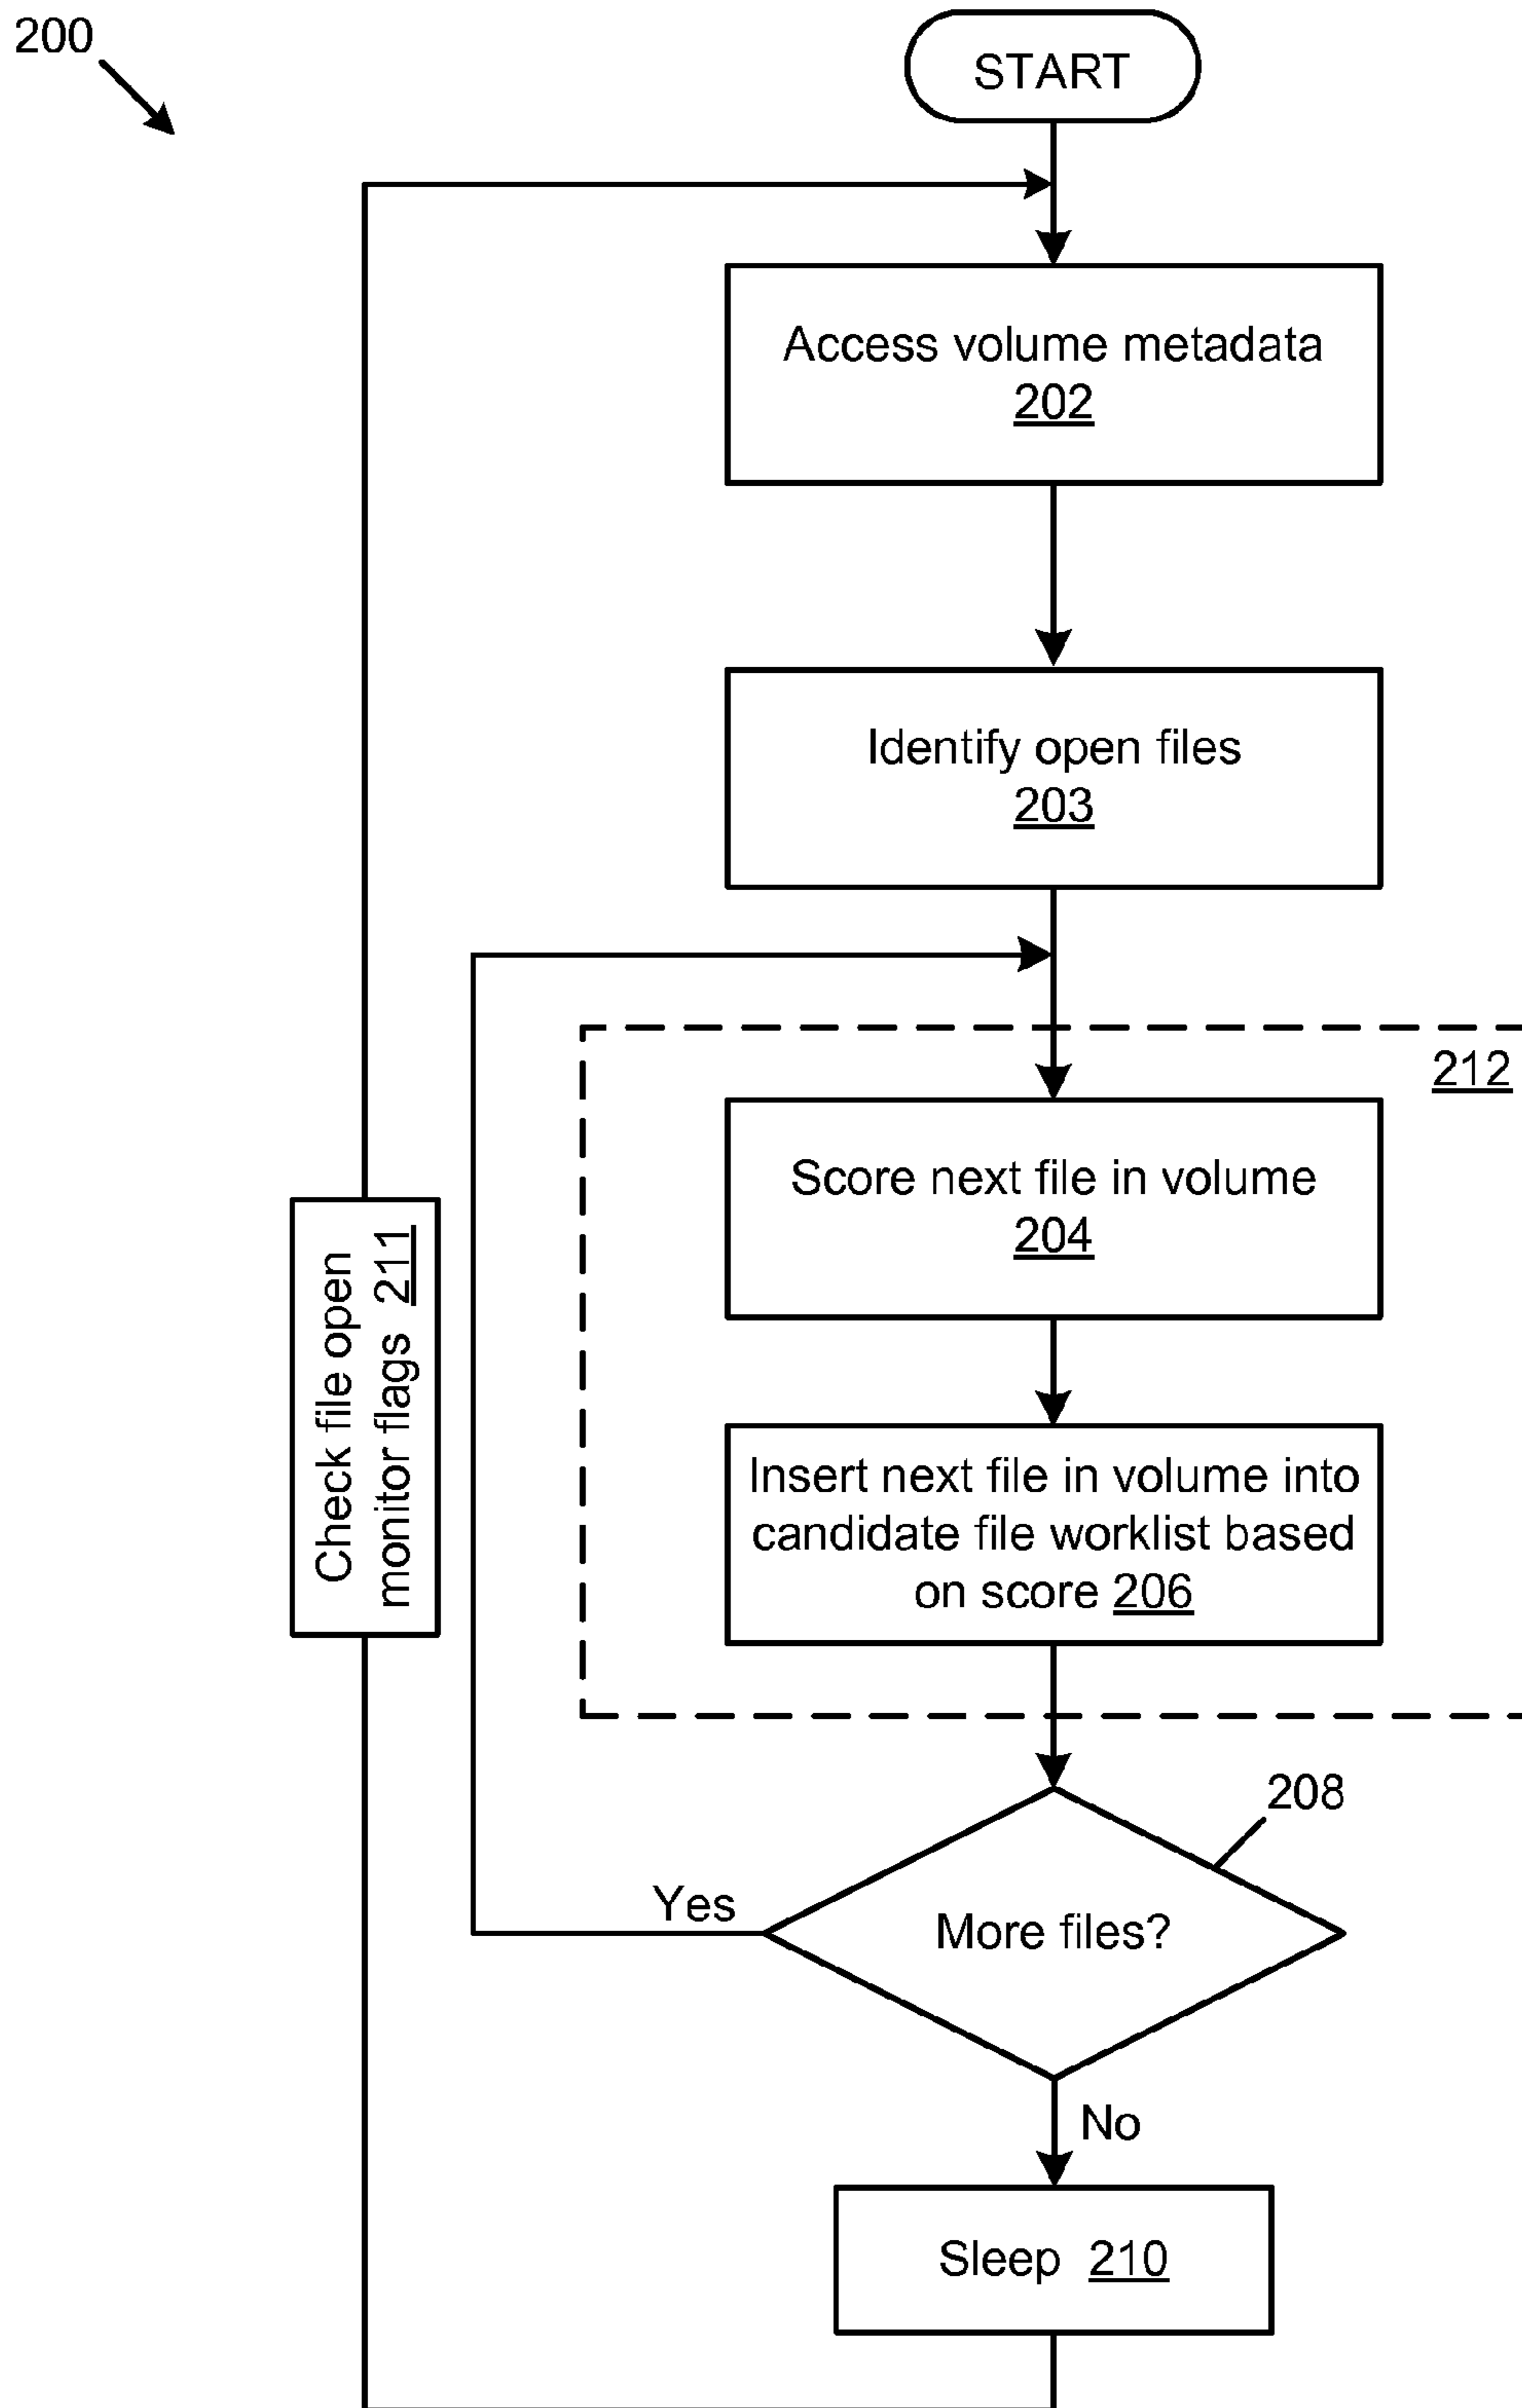 200
START
Access volume metadata
202
Identify open files
203
212
Score next file in volume
204
Check file open
monitor flags 211
Insert next file in volume into
candidate file worklist based
on score 206
208
Yes
More files?
No
Sleep 210